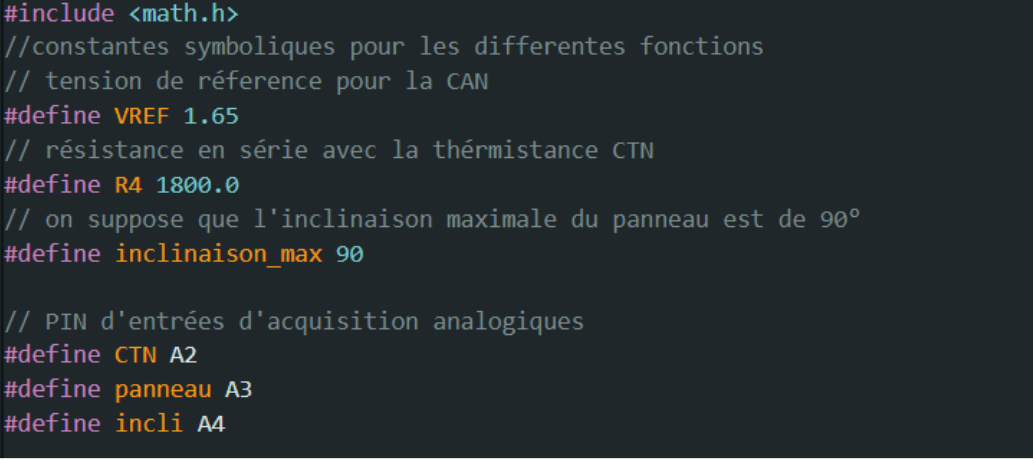 #include <math.h>
//constantes symboliques pour les differentes fonctions
// tension de réference pour la CAN
#define VREF 1.65
// résistance en série avec la thérmistance CTN
#define R4 1800.0
// on suppose que l'inclinaison maximale du panneau est de 90º
#define inclinaison_max 90
// PIN d'entrées d'acquisition analogiques
#define CTN A2
#define panneau A3
#define incli A4